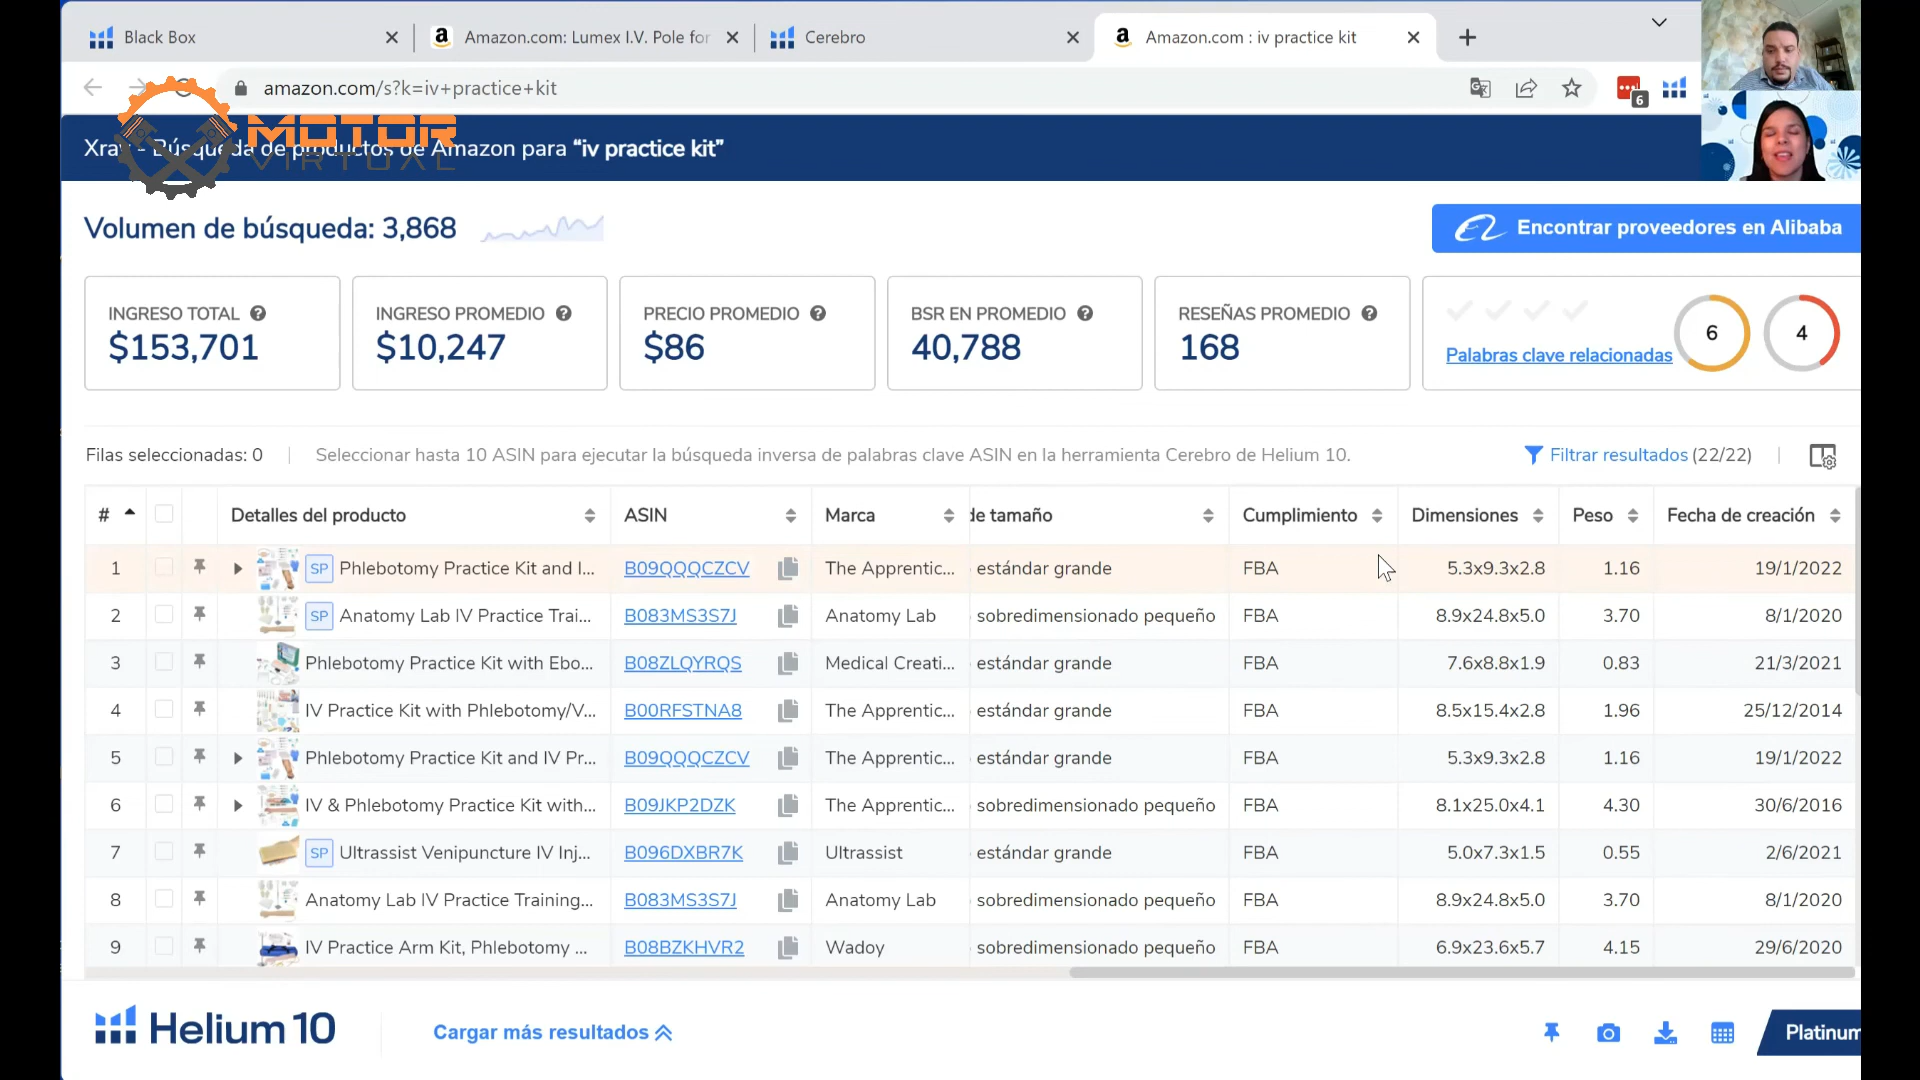 Black Box
Amazon.com: Lumex I.V. Pole for
Cerebro
Amazon.com : iv practice kit
amazon.com/s?k=iv+practice+kit
6
MOTOR
VIRTUAL
Xray - Búsqueda de productos de Amazon para “iv practice kit”
Volumen de búsqueda: 3,868
Encontrar proveedores en Alibaba
INGRESO TOTAL
$153,701
INGRESO PROMEDIO
$10,247
PRECIO PROMEDIO
$86
BSR EN PROMEDIO
40,788
RESEÑAS PROMEDIO
168
Palabras clave relacionadas
6
4
Filas seleccionadas: 0
Seleccionar hasta 10 ASIN para ejecutar la búsqueda inversa de palabras clave ASIN en la herramienta Cerebro de Helium 10.
Filtrar resultados (22/22)
# Detalles del producto ASIN Marca de tamaño Cumplimiento Dimensiones Peso Fecha de creación
1 SP Phlebotomy Practice Kit and I... B09QQQCZCV The Apprentic... estándar grande FBA 5.3x9.3x2.8 1.16 19/1/2022
2 SP Anatomy Lab IV Practice Trai... B083MS3S7J Anatomy Lab sobredimensionado pequeño FBA 8.9x24.8x5.0 3.70 8/1/2020
3 Phlebotomy Practice Kit with Ebo... B08ZLQYRQS Medical Creati... estándar grande FBA 7.6x8.8x1.9 0.83 21/3/2021
4 IV Practice Kit with Phlebotomy/V... B00RFSTNA8 The Apprentic... estándar grande FBA 8.5x15.4x2.8 1.96 25/12/2014
5 Phlebotomy Practice Kit and IV Pr... B09QQQCZCV The Apprentic... estándar grande FBA 5.3x9.3x2.8 1.16 19/1/2022
6 IV & Phlebotomy Practice Kit with... B09JKP2DZK The Apprentic... sobredimensionado pequeño FBA 8.1x25.0x4.1 4.30 30/6/2016
7 SP Ultrassist Venipuncture IV Inj... B096DXBR7K Ultrassist estándar grande FBA 5.0x7.3x1.5 0.55 2/6/2021
8 Anatomy Lab IV Practice Training... B083MS3S7J Anatomy Lab sobredimensionado pequeño FBA 8.9x24.8x5.0 3.70 8/1/2020
9 IV Practice Arm Kit, Phlebotomy ... B08BZKHVR2 Wadoy sobredimensionado pequeño FBA 6.9x23.6x5.7 4.15 29/6/2020
Helium 10
Cargar más resultados
Platinum